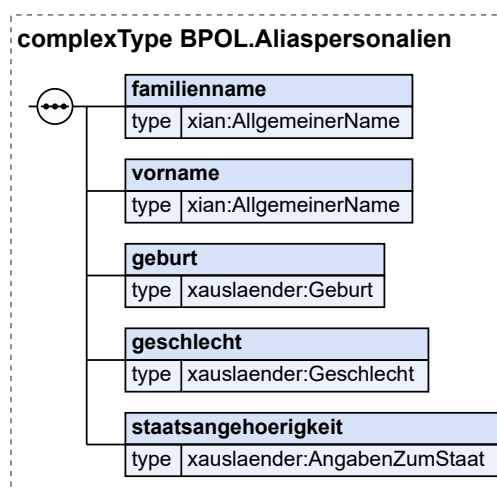 complexType BPOL.Aliaspersonalien
familienname
type xian:AllgemeinerName
vorname
type xian:AllgemeinerName
geburt
type xauslaender:Geburt
geschlecht
type xauslaender:Geschlecht
staatsangehoerigkeit
type xauslaender:AngabenZumStaat